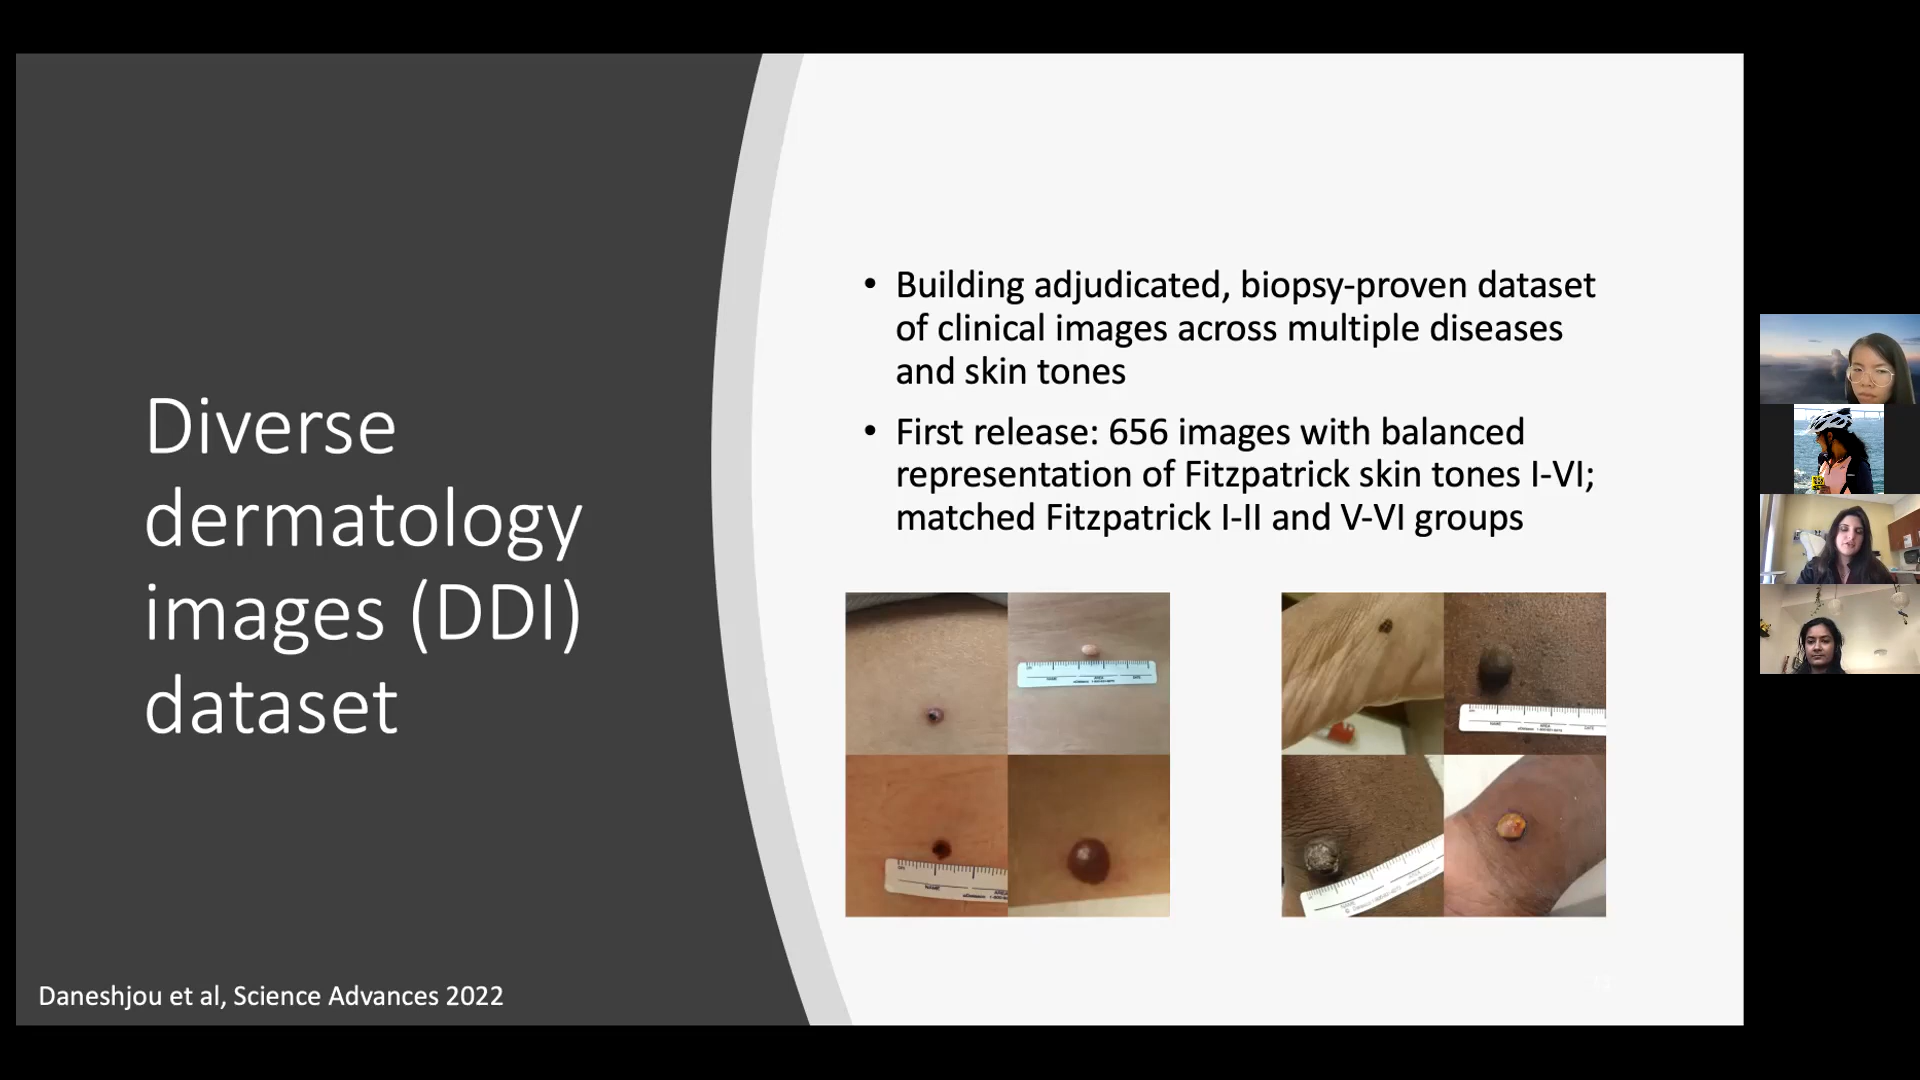 Diverse
dermatology
images (DDI)
dataset
Daneshjou et al, Science Advances 2022
• Building adjudicated, biopsy-proven dataset
of clinical images across multiple diseases
and skin tones
• First release: 656 images with balanced
representation of Fitzpatrick skin tones I-VI;
matched Fitzpatrick I-II and V-VI groups
NAME